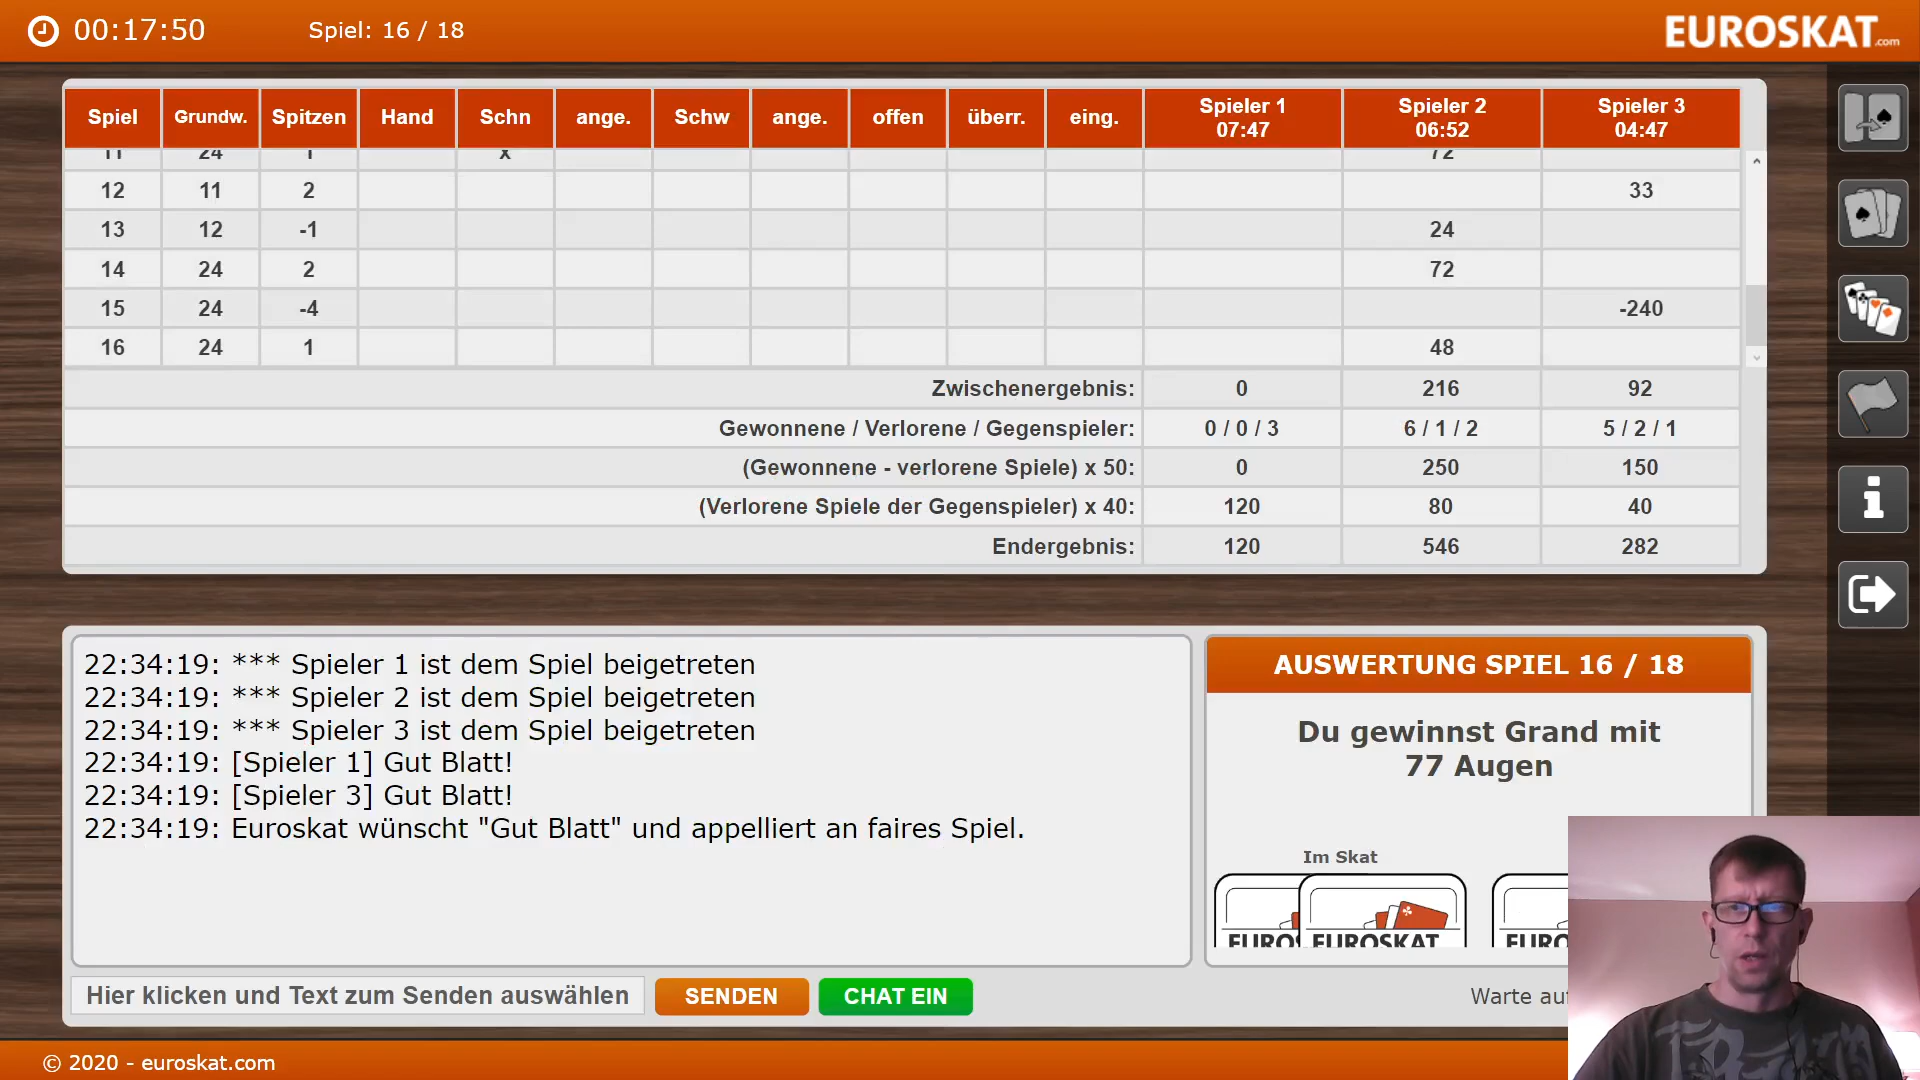 00:17:50 Spiel: 16 / 18 EUROSKAT.com
Spiel Grundw. Spitzen Hand Schn ange. Schw ange. offen überr. eing. Spieler 1 07:47 Spieler 2 06:52 Spieler 3 04:47
11 24 1 x 72
12 11 2 33
13 12 -1 24
14 24 2 72
15 24 -4 -240
16 24 1 48
Zwischenergebnis: 0 216 92
Gewonnene / Verlorene / Gegenspieler: 0 / 0 / 3 6 / 1 / 2 5 / 2 / 1
(Gewonnene - verlorene Spiele) x 50: 0 250 150
(Verlorene Spiele der Gegenspieler) x 40: 120 80 40
Endergebnis: 120 546 282
22:34:19: *** Spieler 1 ist dem Spiel beigetreten
22:34:19: *** Spieler 2 ist dem Spiel beigetreten
22:34:19: *** Spieler 3 ist dem Spiel beigetreten
22:34:19: [Spieler 1] Gut Blatt!
22:34:19: [Spieler 3] Gut Blatt!
22:34:19: Euroskat wünscht "Gut Blatt" und appelliert an faires Spiel.
Hier klicken und Text zum Senden auswählen SENDEN CHAT EIN
AUSWERTUNG SPIEL 16 / 18
Du gewinnst Grand mit
77 Augen
Im Skat
EUROS EUROSKAT EURO
Warte auf
© 2020 - euroskat.com